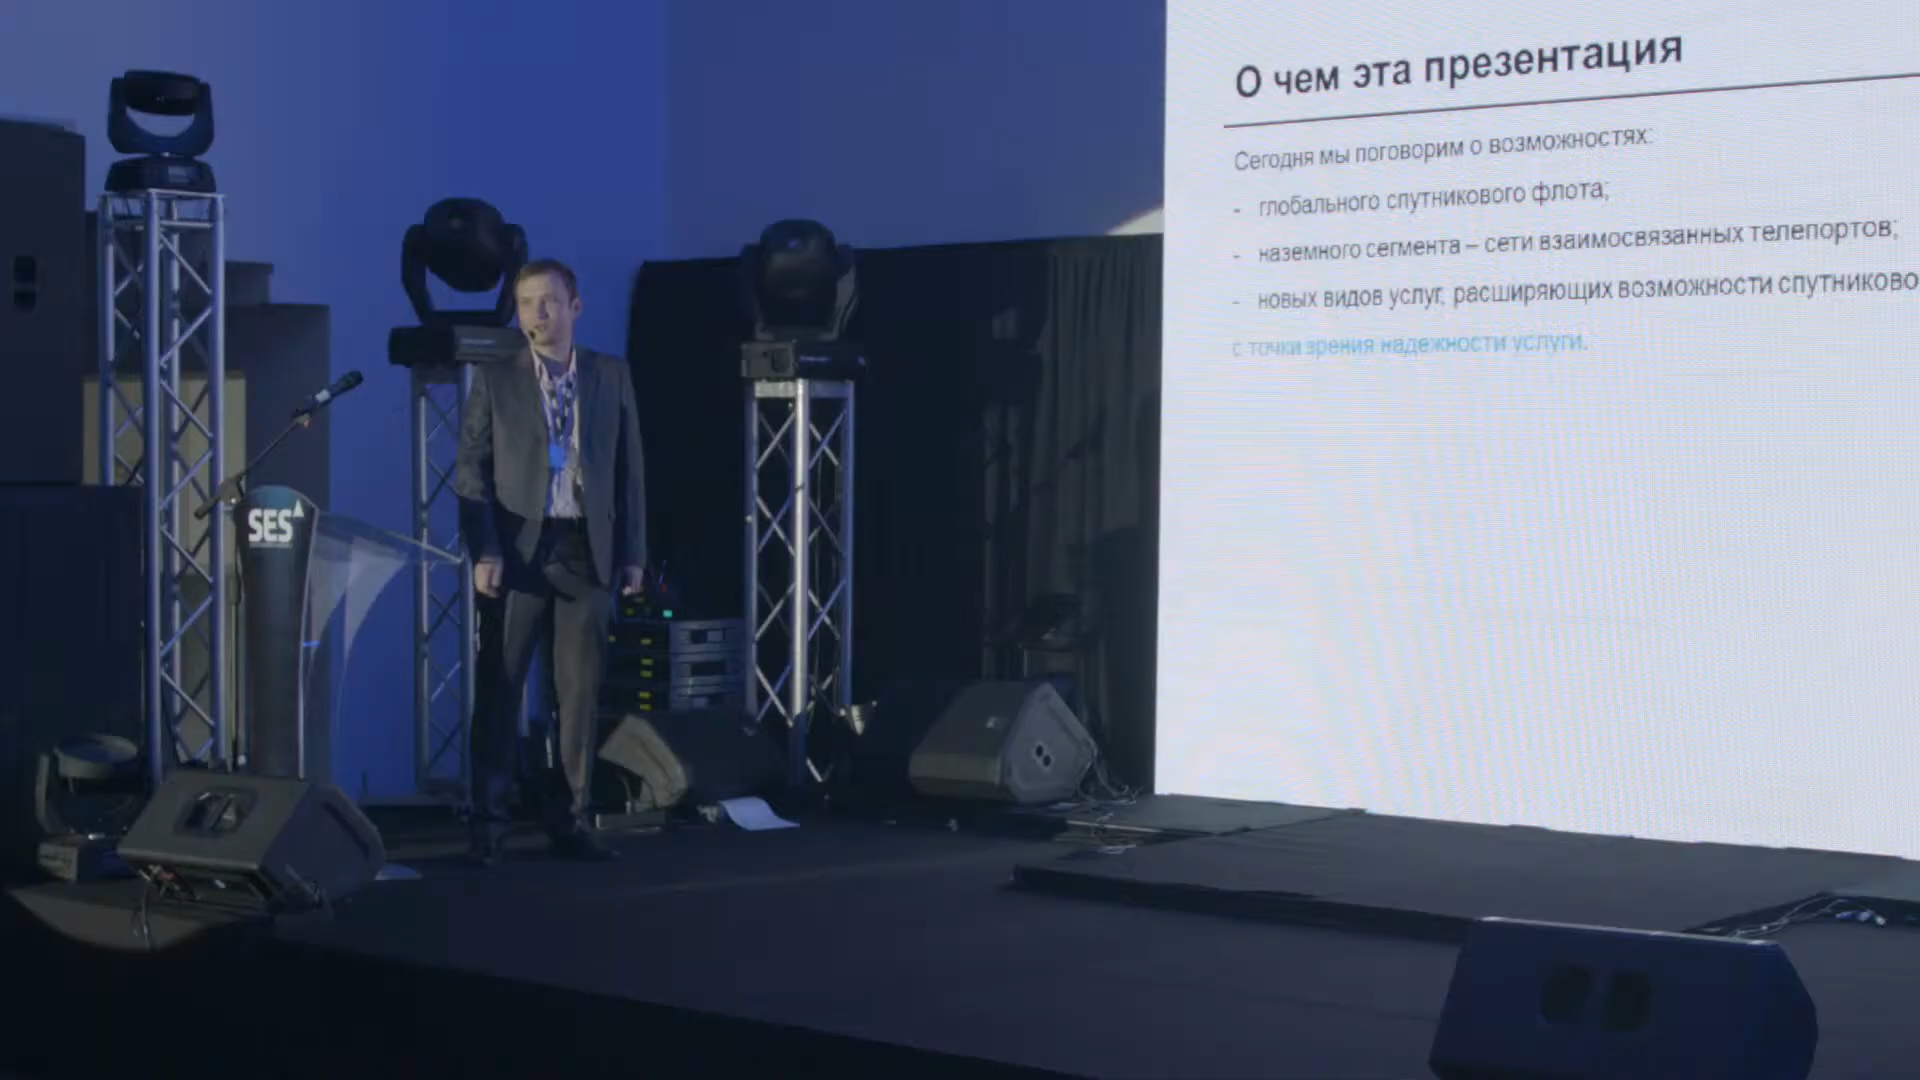 О чем эта презентация
Сегодня мы поговорим о возможностях:
- глобального спутникового флота;
- наземного сегмента – сети взаимосвязанных телепортов;
- новых видов услуг, расширяющих возможности спутниково
с точки зрения надежности услуги.
SES